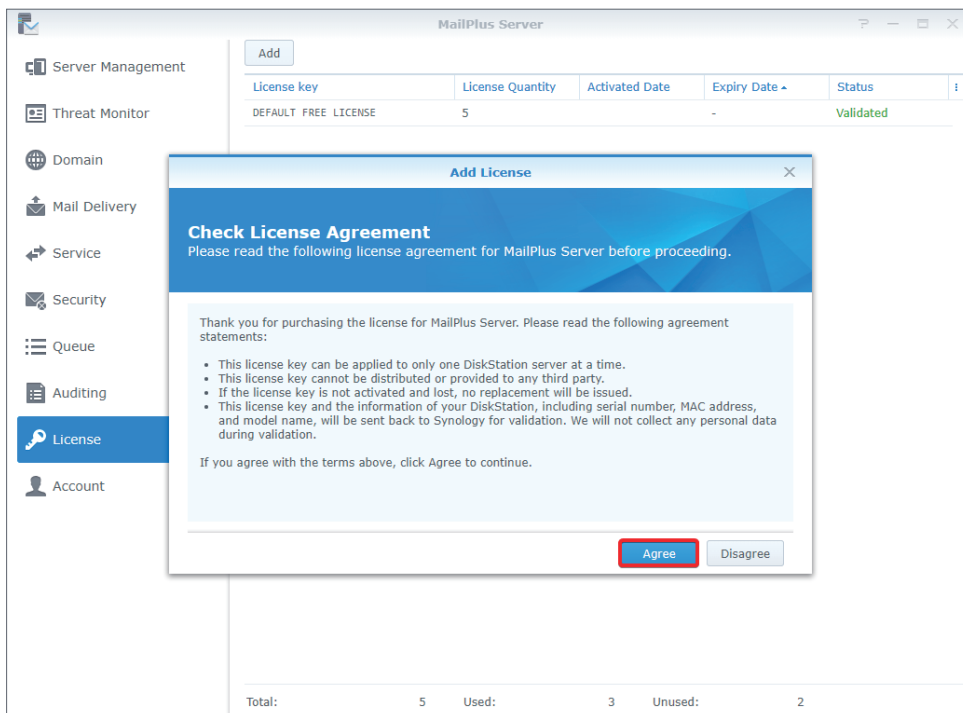 MailPlus Server
Server Management
Threat Monitor
Domain
Mail Delivery
Service
Security
Queue
Auditing
License
Account
Add
License key License Quantity Activated Date Expiry Date Status
DEFAULT FREE LICENSE 5 - Validated
Add License
Check License Agreement
Please read the following license agreement for MailPlus Server before proceeding.
Thank you for purchasing the license for MailPlus Server. Please read the following agreement
statements:
• This license key can be applied to only one DiskStation server at a time.
• This license key cannot be distributed or provided to any third party.
• If the license key is not activated and lost, no replacement will be issued.
• This license key and the information of your DiskStation, including serial number, MAC address,
and model name, will be sent back to Synology for validation. We will not collect any personal data
during validation.
If you agree with the terms above, click Agree to continue.
Agree Disagree
Total: 5 Used: 3 Unused: 2